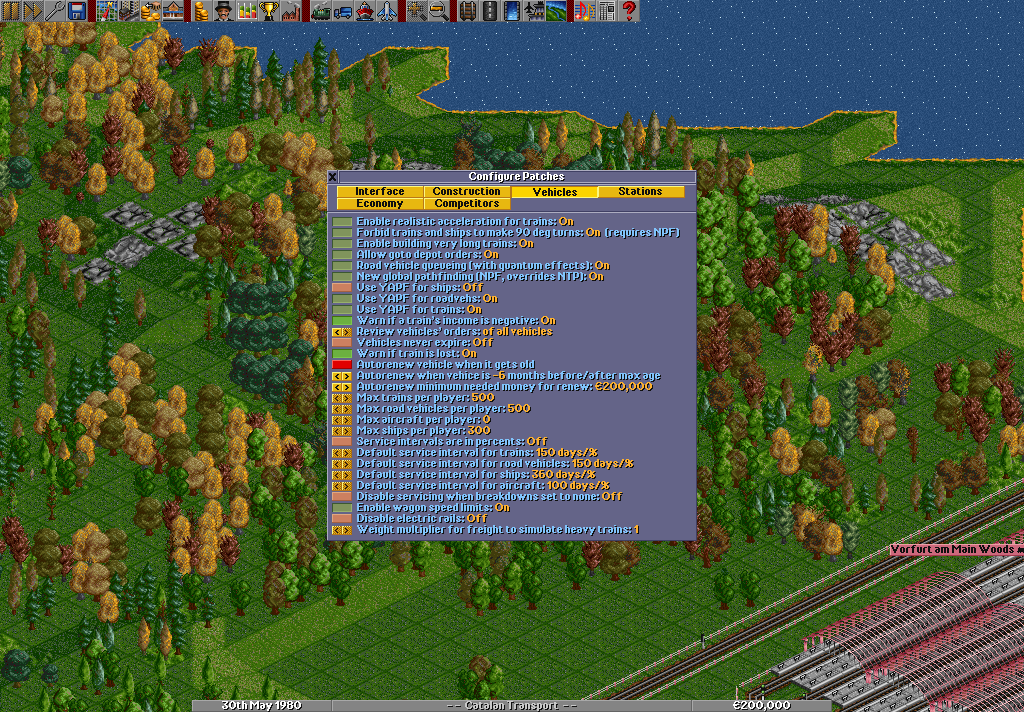 X Configure Patches
Interface Construction Vehicles Stations
Economy Competitors
Enable realistic acceleration for trains: On
Forbid trains and ships to make 90 deg turns: On (requires NPF)
Enable building very long trains: On
Allow goto depot orders: On
Road vehicle queueing (with quantum effects): On
New global pathfinding (NPF, overrides NTP): On
Use YAPF for ships: Off
Use YAPF for roadvehs: On
Use YAPF for trains: On
Warn if a train's income is negative: On
Review vehicles' orders: of all vehicles
Vehicles never expire: Off
Warn if train is lost: On
Autorenew vehicle when it gets old
Autorenew when vehice is -6 months before/after max age
Autorenew minimum needed money for renew: €200,000
Max trains per player: 500
Max road vehicles per player: 500
Max aircraft per player: 0
Max ships per player: 300
Service intervals are in percents: Off
Default service interval for trains: 150 days/%
Default service interval for road vehicles: 150 days/%
Default service interval for ships: 360 days/%
Default service interval for aircraft: 100 days/%
Disable servicing when breakdowns set to none: Off
Enable wagon speed limits: On
Disable electric rails: Off
Weight multiplier for freight to simulate heavy trains: 1
Vorfurt am Main Woods
30th May 1980 -- Catalan Transport -- €200,000